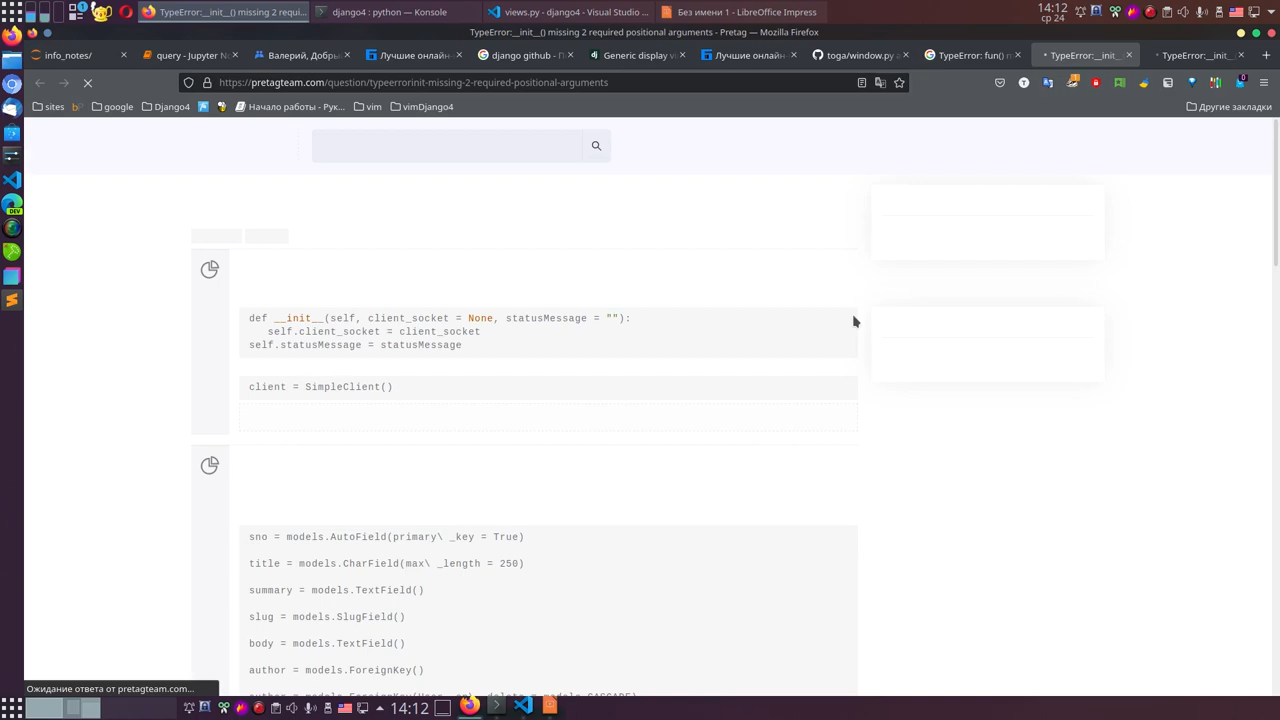 TypeError:__init__() missing 2 requi...
django4 : python — Konsole
views.py - django4 - Visual Studio ...
Без имени 1 - LibreOffice Impress
14:12
ср 24
TypeError:__init__() missing 2 required positional arguments - Pretag — Mozilla Firefox
info_notes/
query - Jupyter N
Валерий, Добры
Лучшие онлайн
django github - П
Generic display vi
Лучшие онлайн
toga/window.py a
TypeError: fun() m
TypeError:__init_
TypeError:__init_
https://pretagteam.com/question/typeerrorinit-missing-2-required-positional-arguments
sites
google
Django4
Начало работы - Рук...
vim
vimDjango4
Другие закладки
def __init__(self, client_socket = None, statusMessage = ""):
self.client_socket = client_socket
self.statusMessage = statusMessage
client = SimpleClient()
sno = models.AutoField(primary\ _key = True)
title = models.CharField(max\ _length = 250)
summary = models.TextField()
slug = models.SlugField()
body = models.TextField()
author = models.ForeignKey()
Ожидание ответа от pretagteam.com...
DEV
14:12